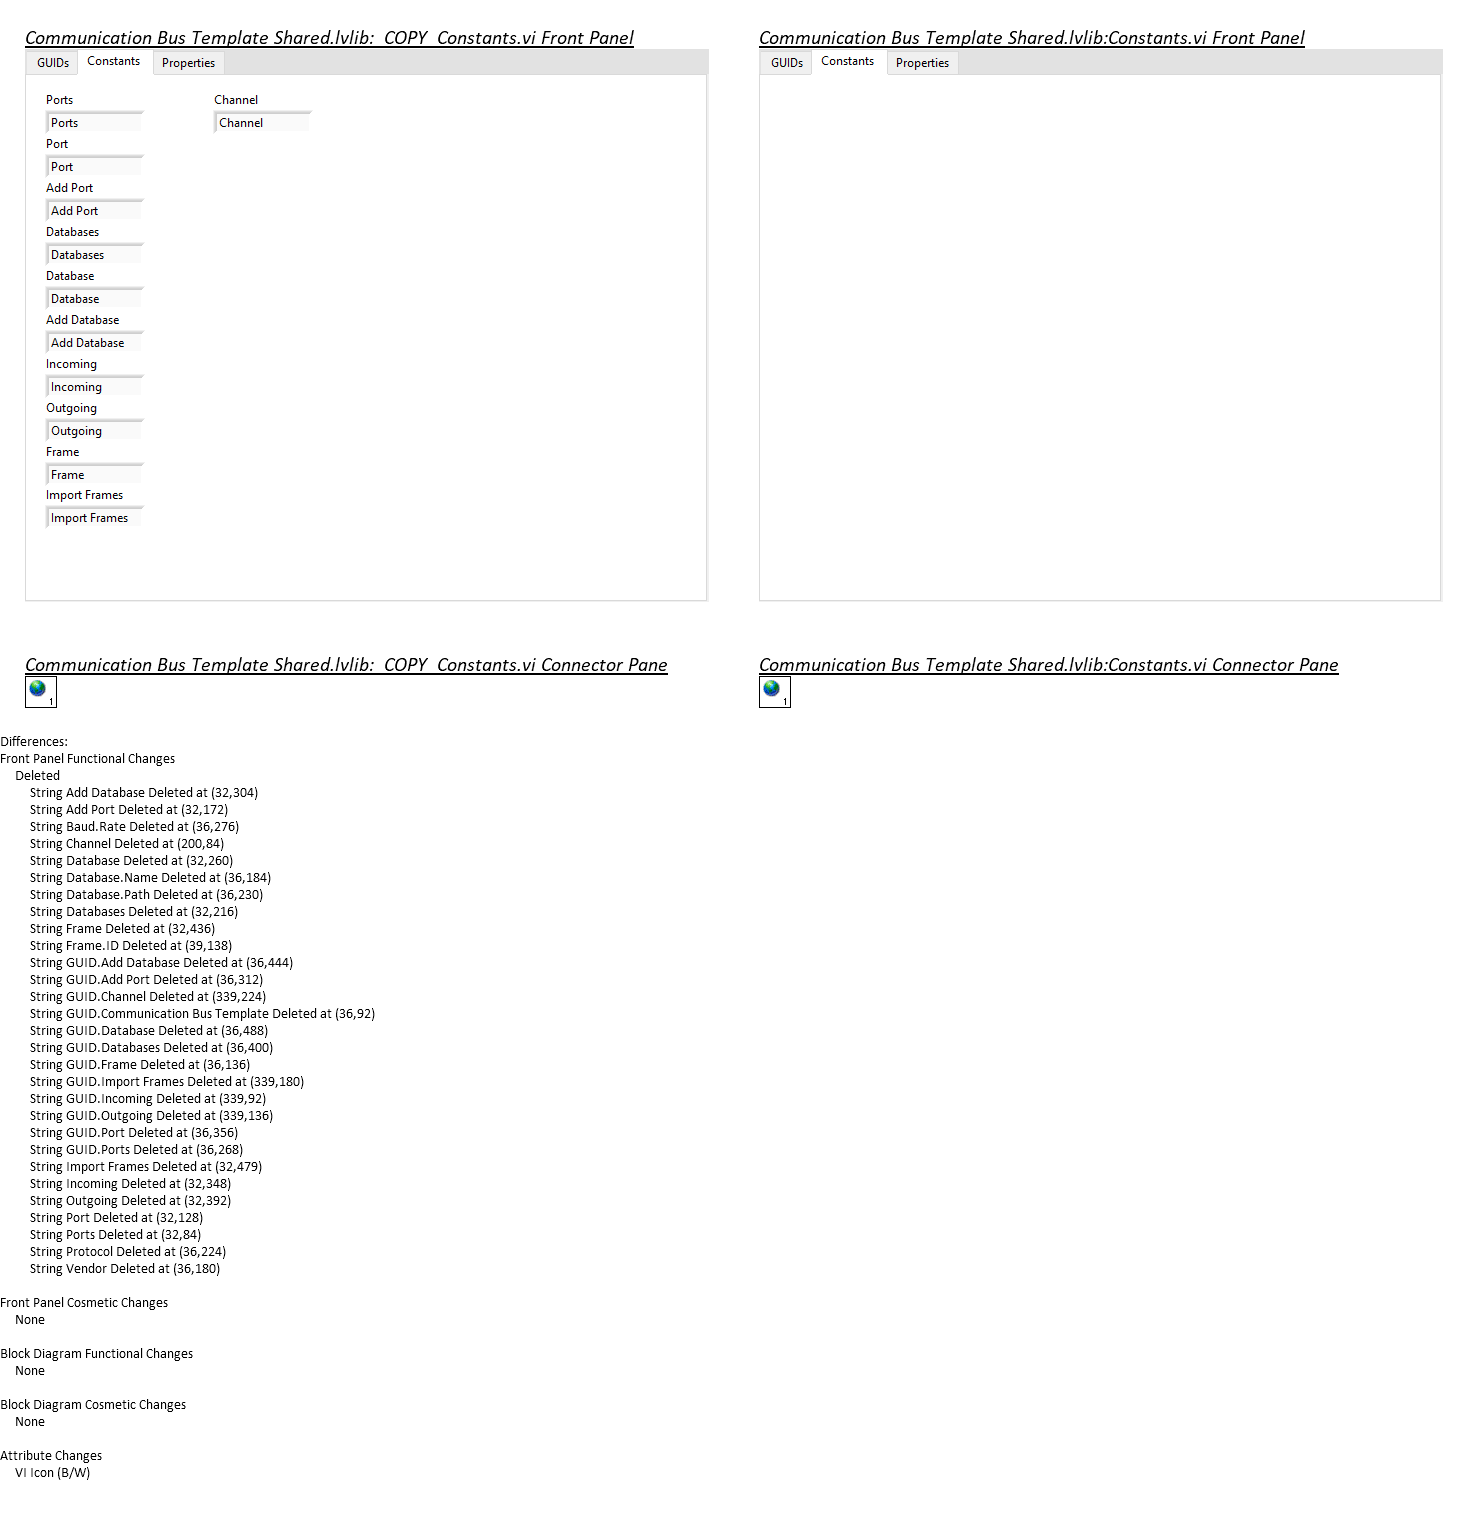 Communication Bus Template Shared.lvlib:_COPY_Constants.vi Front Panel
GUIDs Constants Properties
Ports Channel
Ports Channel
Port
Port
Add Port
Add Port
Databases
Databases
Database
Database
Add Database
Add Database
Incoming
Incoming
Outgoing
Outgoing
Frame
Frame
Import Frames
Import Frames
Communication Bus Template Shared.lvlib:Constants.vi Front Panel
GUIDs Constants Properties
Communication Bus Template Shared.lvlib:_COPY_Constants.vi Connector Pane
1
Communication Bus Template Shared.lvlib:Constants.vi Connector Pane
1
Differences:
Front Panel Functional Changes
Deleted
String Add Database Deleted at (32,304)
String Add Port Deleted at (32,172)
String Baud.Rate Deleted at (36,276)
String Channel Deleted at (200,84)
String Database Deleted at (32,260)
String Database.Name Deleted at (36,184)
String Database.Path Deleted at (36,230)
String Databases Deleted at (32,216)
String Frame Deleted at (32,436)
String Frame.ID Deleted at (39,138)
String GUID.Add Database Deleted at (36,444)
String GUID.Add Port Deleted at (36,312)
String GUID.Channel Deleted at (339,224)
String GUID.Communication Bus Template Deleted at (36,92)
String GUID.Database Deleted at (36,488)
String GUID.Databases Deleted at (36,400)
String GUID.Frame Deleted at (36,136)
String GUID.Import Frames Deleted at (339,180)
String GUID.Incoming Deleted at (339,92)
String GUID.Outgoing Deleted at (339,136)
String GUID.Port Deleted at (36,356)
String GUID.Ports Deleted at (36,268)
String Import Frames Deleted at (32,479)
String Incoming Deleted at (32,348)
String Outgoing Deleted at (32,392)
String Port Deleted at (32,128)
String Ports Deleted at (32,84)
String Protocol Deleted at (36,224)
String Vendor Deleted at (36,180)
Front Panel Cosmetic Changes
None
Block Diagram Functional Changes
None
Block Diagram Cosmetic Changes
None
Attribute Changes
VI Icon (B/W)